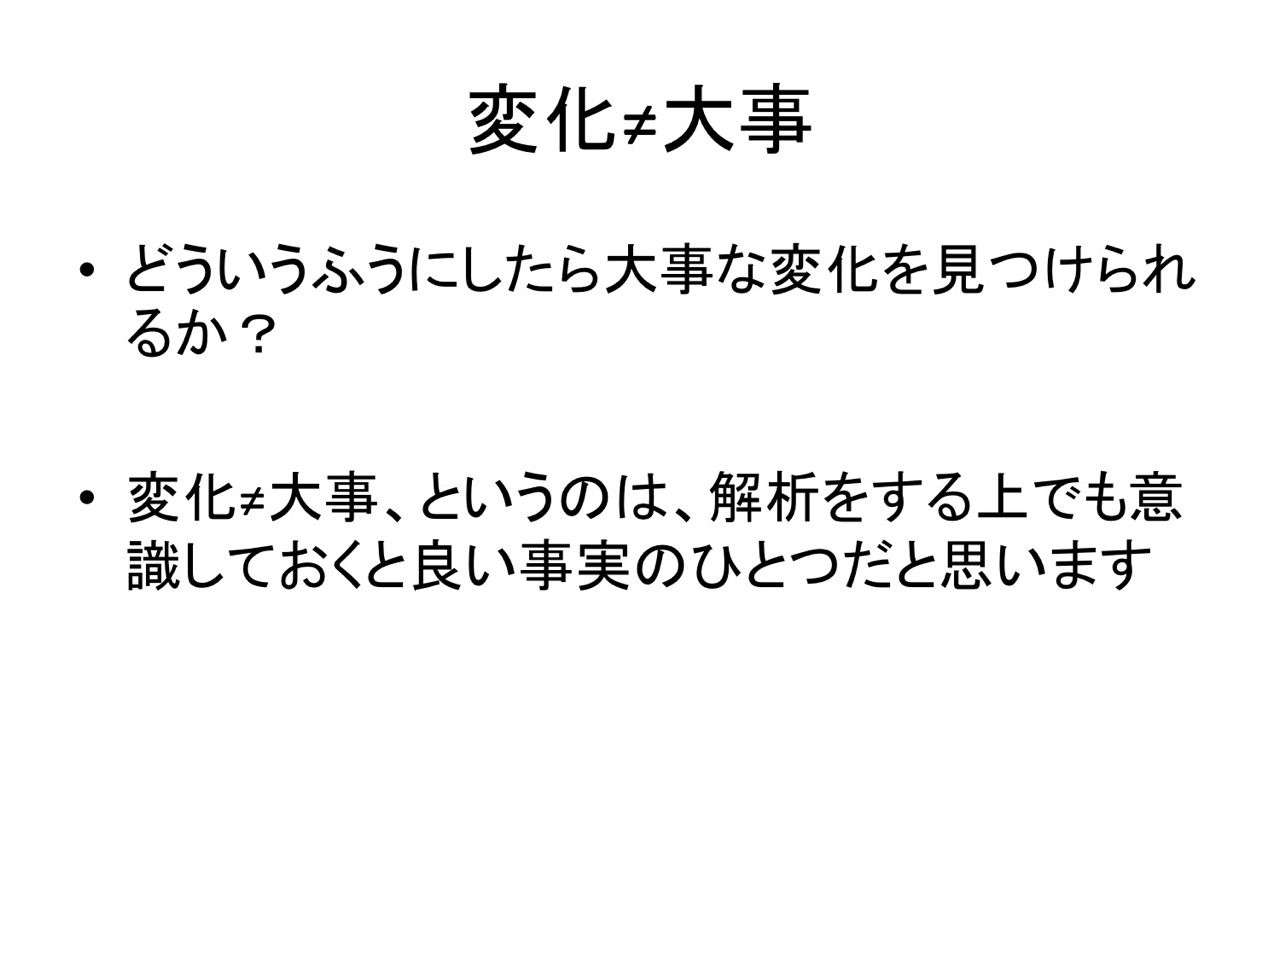 変化≠大事
• どういうふうにしたら大事な変化を見つけられ
るか？
• 変化≠大事、というのは、解析をする上でも意
識しておくと良い事実のひとつだと思います